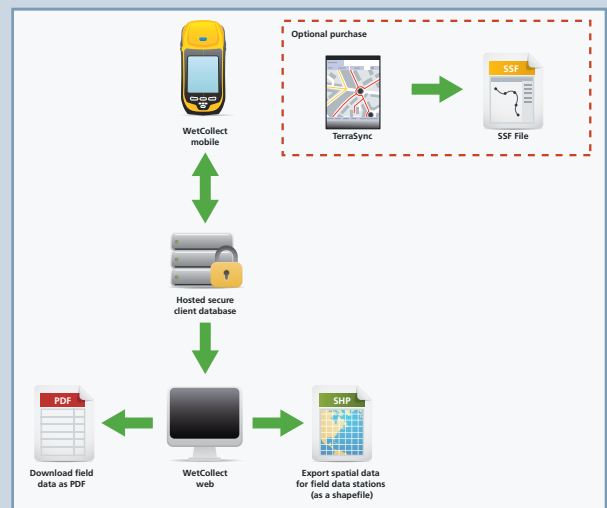 Optional purchase
SSF
WetCollect
mobile
TerraSync
SSF File
Hosted secure
client database
PDF
SHP
Download field
data as PDF
WetCollect
web
Export spatial data
for field data stations
(as a shapefile)